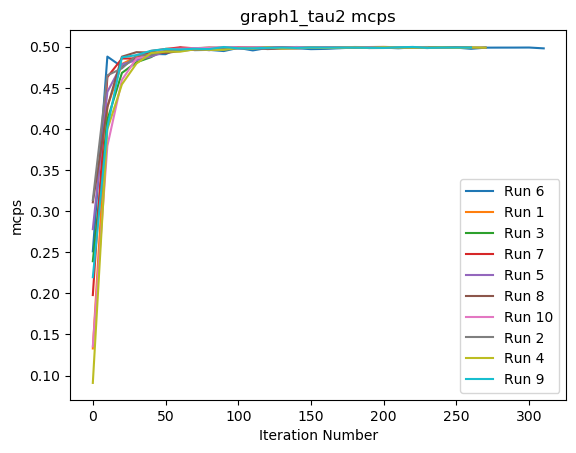 graph1_tau2 mcps
mcps
0.50
0.45
0.40
0.35
0.30
0.25
0.20
0.15
0.10
Run 6
Run 1
Run 3
Run 7
Run 5
Run 8
Run 10
Run 2
Run 4
Run 9
0 50 100 150 200 250 300
Iteration Number